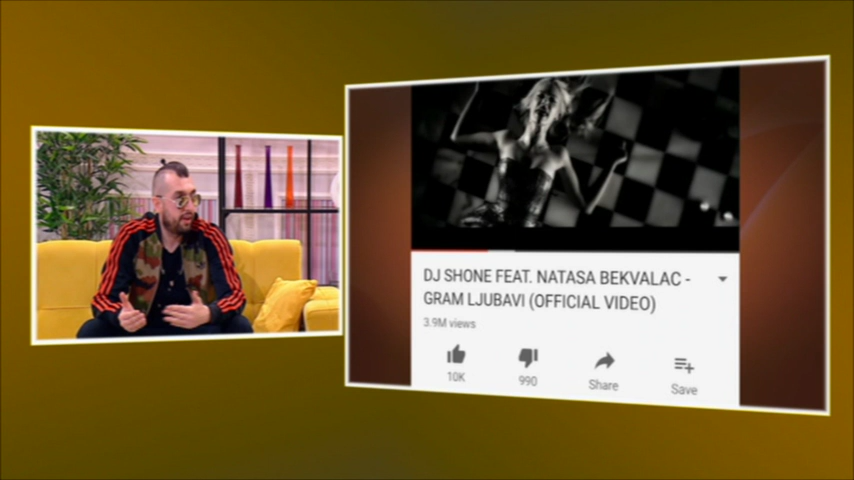 DJ SHONE FEAT. NATASA BEKVALAC -
GRAM LJUBAVI (OFFICIAL VIDEO)
3.9M views
10K
990
Share
Save